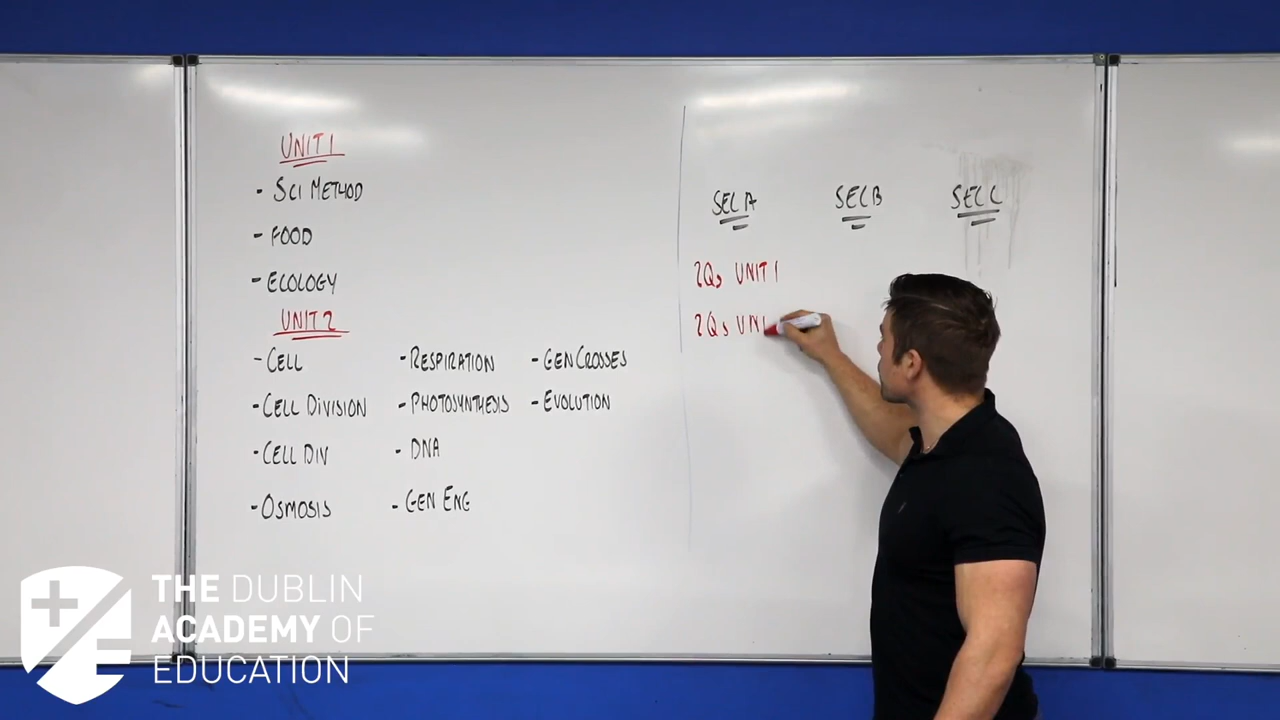 UNIT 1
- SCI METHOD
- FOOD
- ECOLOGY
UNIT 2
- CELL
- CELL DIVISION
- CELL DIV
- OSMOSIS
- RESPIRATION
- PHOTOSYNTHESIS
- DNA
- GEN ENG
- GEN CROSSES
- EVOLUTION
SEC A SEC B SEC C
2Qs UNIT 1
2Qs UNI
THE DUBLIN
ACADEMY OF
EDUCATION